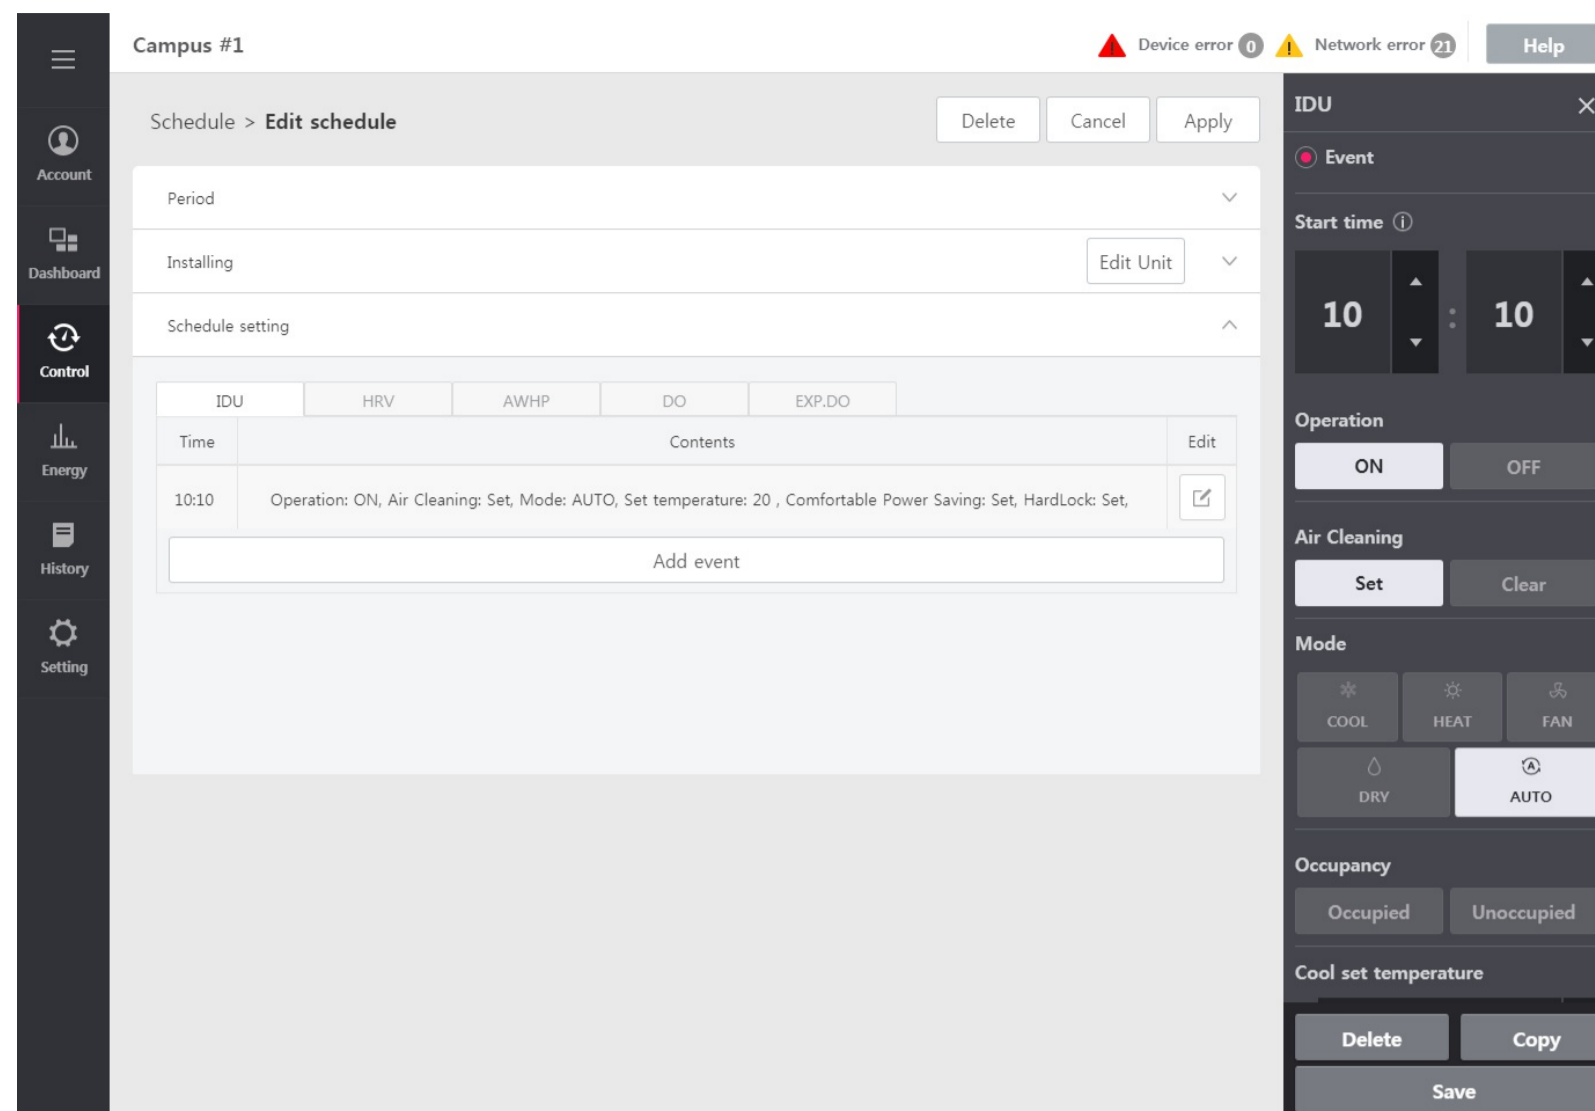 Campus #1
Device error 0
Network error 21
Help
Account
Dashboard
Control
Energy
History
Setting
Schedule > Edit schedule
Delete
Cancel
Apply
Period
Installing
Edit Unit
Schedule setting
IDU
HRV
AWHP
DO
EXP.DO
Time
Contents
Edit
10:10
Operation: ON, Air Cleaning: Set, Mode: AUTO, Set temperature: 20 , Comfortable Power Saving: Set, HardLock: Set,
Add event
IDU
Event
Start time
10 : 10
Operation
ON
OFF
Air Cleaning
Set
Clear
Mode
COOL
HEAT
FAN
DRY
A
AUTO
Occupancy
Occupied
Unoccupied
Cool set temperature
Delete
Copy
Save